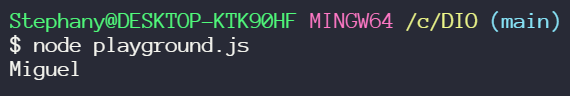 Stephany@DESKTOP-KTK90HF MINGW64 /c/DIO (main)
$ node playground.js
Miguel